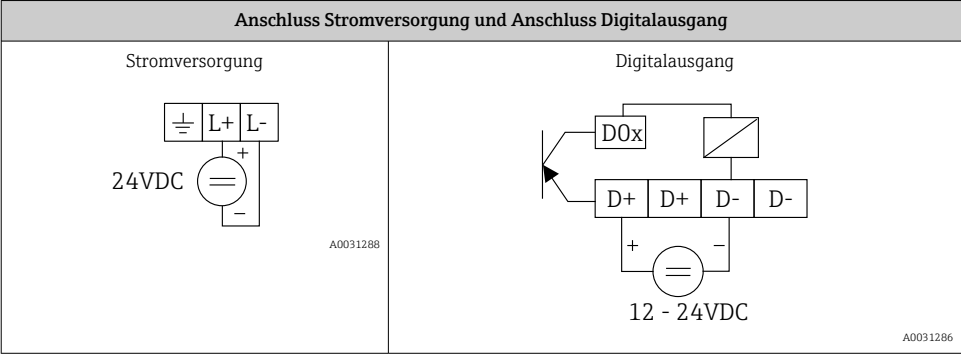 Anschluss Stromversorgung und Anschluss Digitalausgang
Stromversorgung
L+ L-
+
24VDC
−
A0031288
Digitalausgang
DOx
D+ D+ D- D-
+ −
12 - 24VDC
A0031286